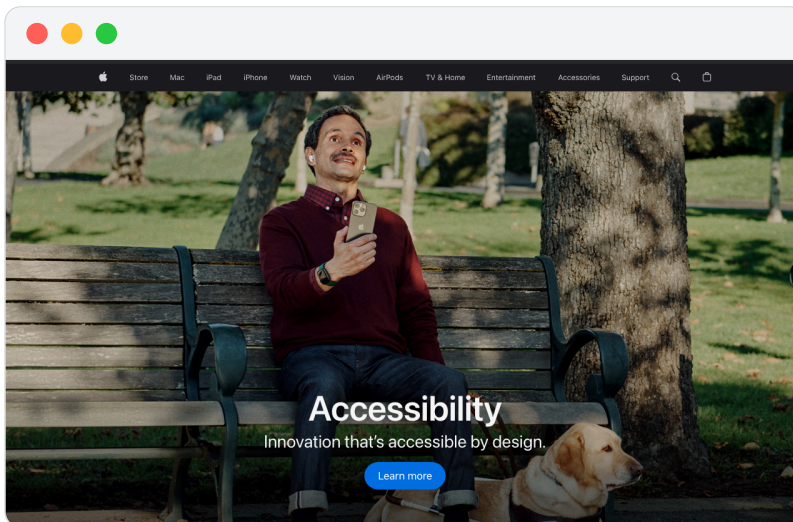 Store Mac iPad iPhone Watch Vision AirPods TV & Home Entertainment Accessories Support
Accessibility
Innovation that's accessible by design.
Learn more